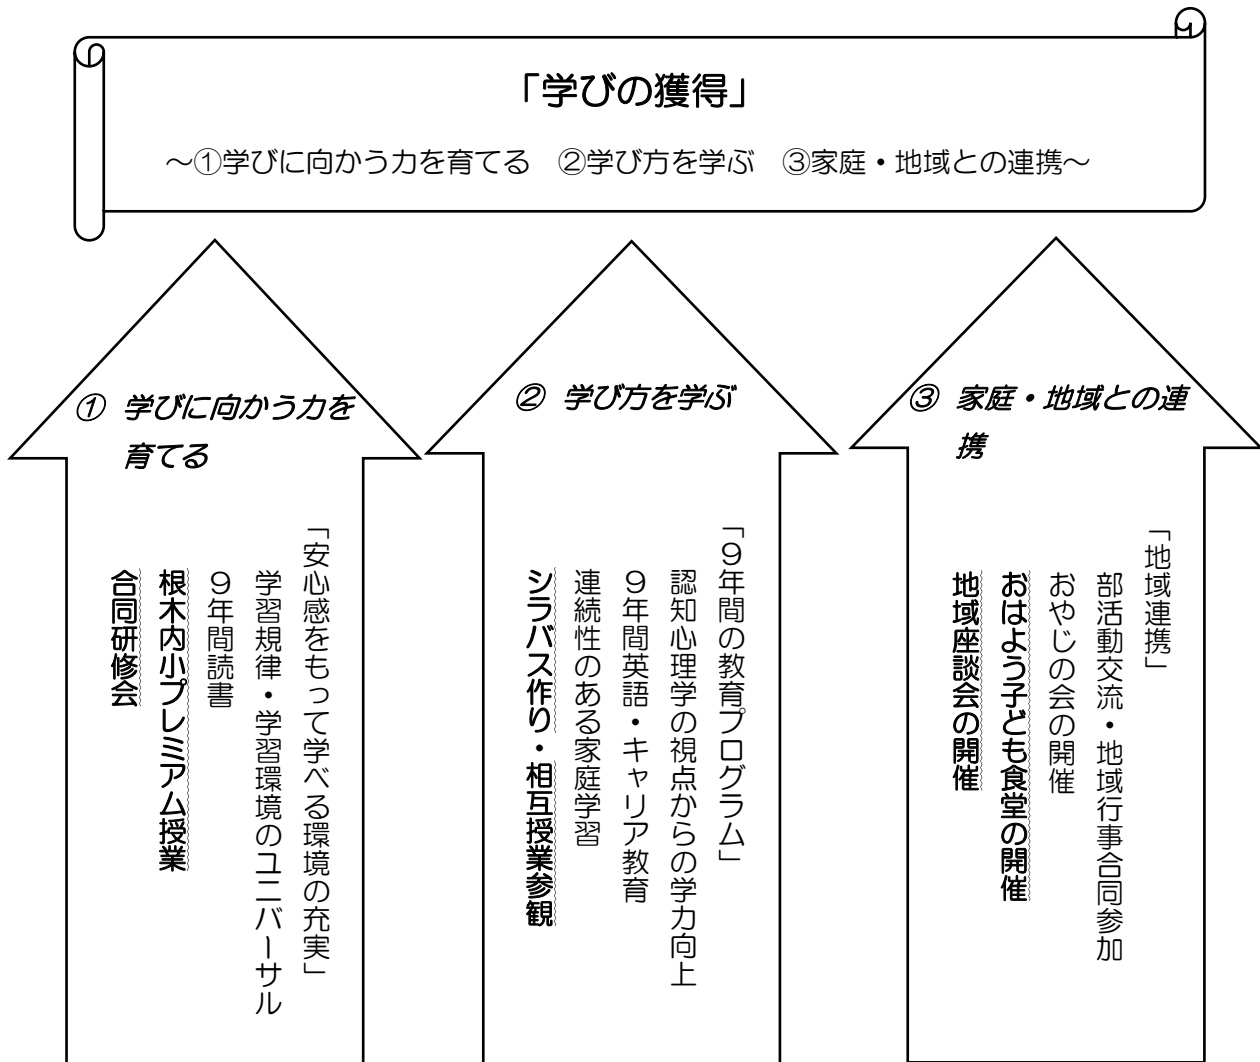 「学びの獲得」
～①学びに向かう力を育てる　②学び方を学ぶ　③家庭・地域との連携～
① 学びに向かう力を
育てる
「安心感をもって学べる環境の充実」
学習規律・学習環境のユニバーサル
９年間読書
根木内小プレミアム授業
合同研修会
② 学び方を学ぶ
「９年間の教育プログラム」
認知心理学の視点からの学力向上
９年間英語・キャリア教育
連続性のある家庭学習
シラバス作り・相互授業参観
③ 家庭・地域との連
携
「地域連携」
部活動交流・地域行事合同参加
おやじの会の開催
おはよう子ども食堂の開催
地域座談会の開催